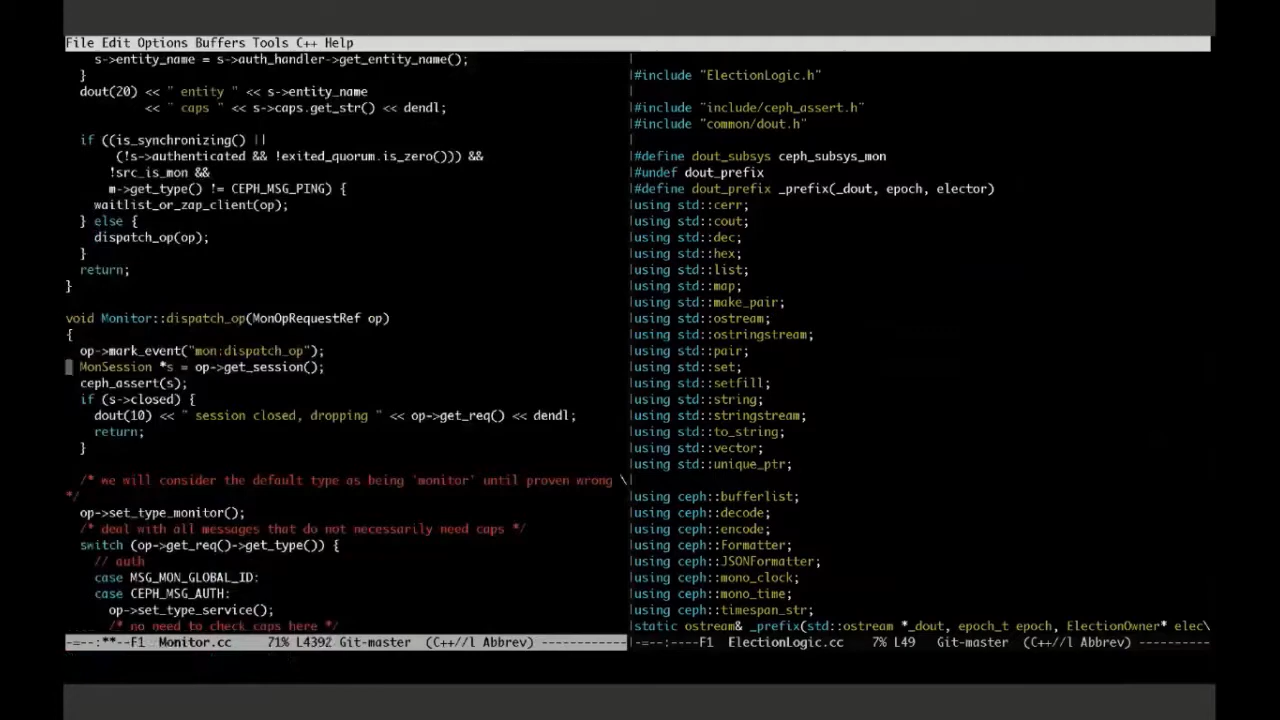 File Edit Options Buffers Tools C++ Help
s->entity_name = s->auth_handler->get_entity_name();
}
dout(20) << " entity " << s->entity_name
<< " caps " << s->caps.get_str() << dendl;
if ((is_synchronizing() ||
(!s->authenticated && !exited_quorum.is_zero())) &&
!src_is_mon &&
m->get_type() != CEPH_MSG_PING) {
waitlist_or_zap_client(op);
} else {
dispatch_op(op);
}
return;
}
void Monitor::dispatch_op(MonOpRequestRef op)
{
op->mark_event("mon:dispatch_op");
MonSession *s = op->get_session();
ceph_assert(s);
if (s->closed) {
dout(10) << " session closed, dropping " << op->get_req() << dendl;
return;
}
/* we will consider the default type as being 'monitor' until proven wrong \
*/
op->set_type_monitor();
/* deal with all messages that do not necessarily need caps */
switch (op->get_req()->get_type()) {
// auth
case MSG_MON_GLOBAL_ID:
case CEPH_MSG_AUTH:
op->set_type_service();
/* no need to check caps here */
-=--:**--F1 Monitor.cc 71% L4392 Git-master (C++//l Abbrev) ------------
|
|#include "ElectionLogic.h"
|
|#include "include/ceph_assert.h"
|#include "common/dout.h"
|
|#define dout_subsys ceph_subsys_mon
|#undef dout_prefix
|#define dout_prefix _prefix(_dout, epoch, elector)
|using std::cerr;
|using std::cout;
|using std::dec;
|using std::hex;
|using std::list;
|using std::map;
|using std::make_pair;
|using std::ostream;
|using std::ostringstream;
|using std::pair;
|using std::set;
|using std::setfill;
|using std::string;
|using std::stringstream;
|using std::to_string;
|using std::vector;
|using std::unique_ptr;
|
|using ceph::bufferlist;
|using ceph::decode;
|using ceph::encode;
|using ceph::Formatter;
|using ceph::JSONFormatter;
|using ceph::mono_clock;
|using ceph::mono_time;
|using ceph::timespan_str;
|static ostream& _prefix(std::ostream *_dout, epoch_t epoch, ElectionOwner* elec\
|-=--:----F1 ElectionLogic.cc 7% L49 Git-master (C++//l Abbrev) ----------